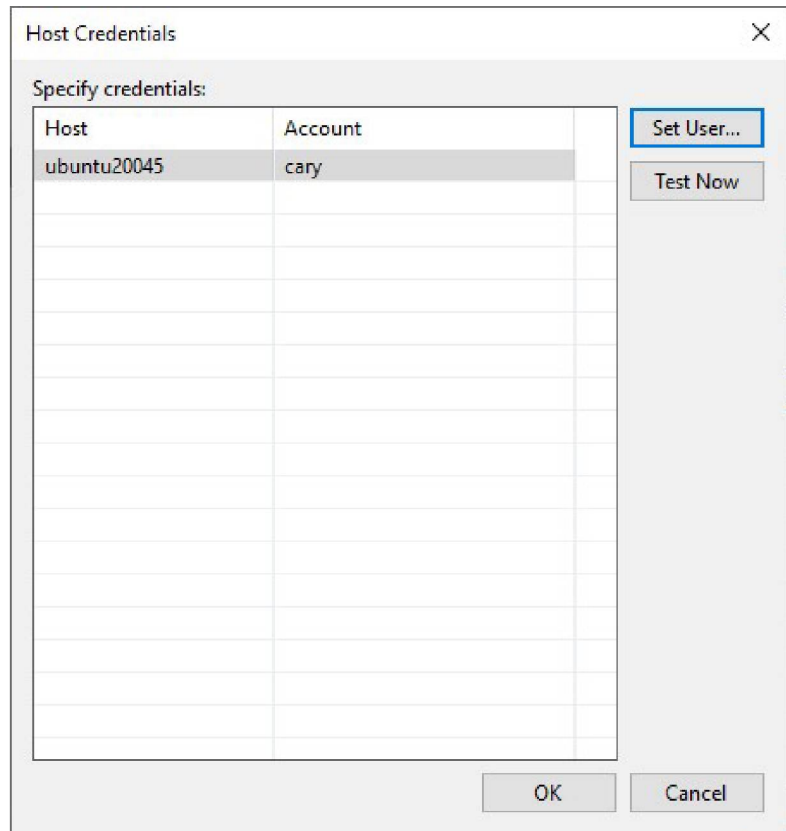 Host Credentials
Specify credentials:
Host Account
ubuntu20045 cary
Set User...
Test Now
OK Cancel